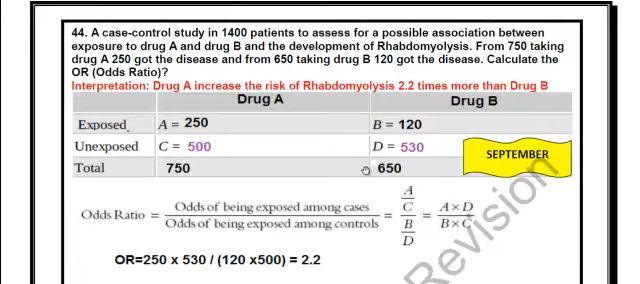 44. A case-control study in 1400 patients to assess for a possible association between
exposure to drug A and drug B and the development of Rhabdomyolysis. From 750 taking
drug A 250 got the disease and from 650 taking drug B 120 got the disease. Calculate the
OR (Odds Ratio)?
Interpretation: Drug A increase the risk of Rhabdomyolysis 2.2 times more than Drug B
Drug A Drug B
Exposed A = 250 B = 120
Unexposed C = 500 D = 530
SEPTEMBER
Total 750 650
Odds Ratio = Odds of being exposed among cases / Odds of being exposed among controls = A/C / B/D = A × D / B × C
OR=250 x 530 / (120 x500) = 2.2
Revision